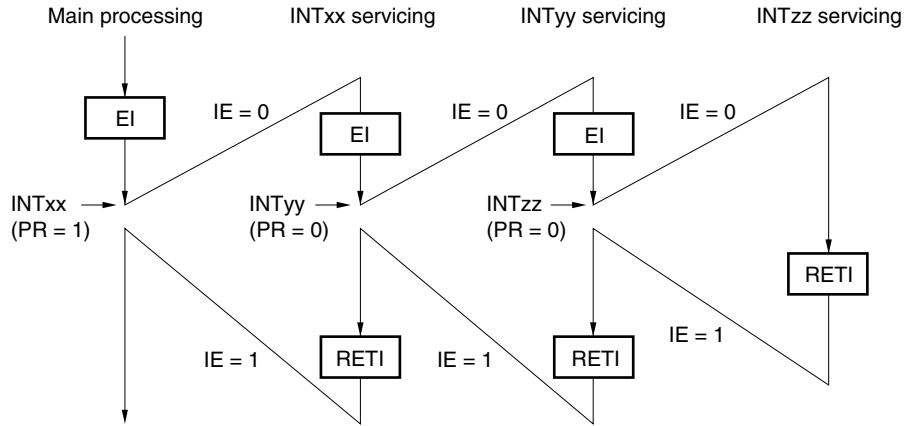 Main processing
INTxx servicing
INTyy servicing
INTzz servicing
EI
IE = 0
EI
IE = 0
EI
IE = 0
INTxx
(PR = 1)
INTyy
(PR = 0)
INTzz
(PR = 0)
RETI
IE = 1
RETI
IE = 1
RETI
IE = 1